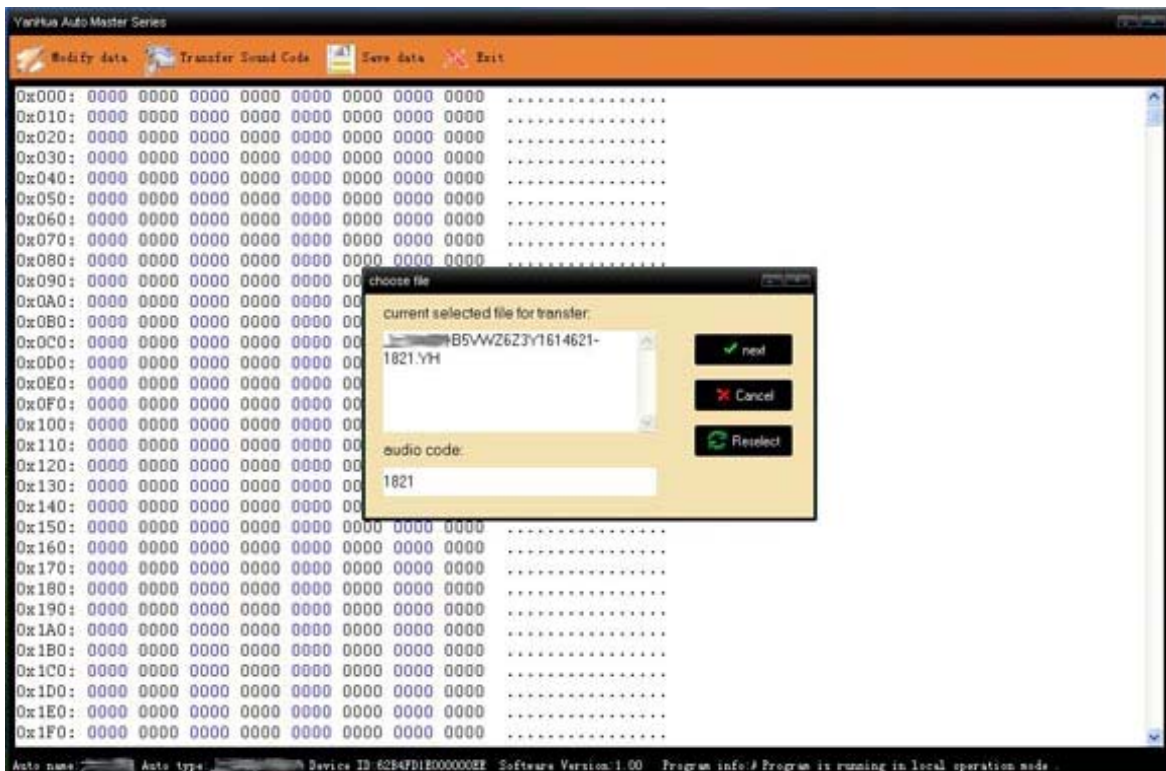 YanHua Auto Master Series
Modify data Transfer Sound Code Save data Exit
0x000: 0000 0000 0000 0000 0000 0000 0000 0000 ................
0x010: 0000 0000 0000 0000 0000 0000 0000 0000 ................
0x020: 0000 0000 0000 0000 0000 0000 0000 0000 ................
0x030: 0000 0000 0000 0000 0000 0000 0000 0000 ................
0x040: 0000 0000 0000 0000 0000 0000 0000 0000 ................
0x050: 0000 0000 0000 0000 0000 0000 0000 0000 ................
0x060: 0000 0000 0000 0000 0000 0000 0000 0000 ................
0x070: 0000 0000 0000 0000 0000 0000 0000 0000 ................
0x080: 0000 0000 0000 0000 0000 0000 0000 0000 ................
0x090: 0000 0000 0000 0000 0000 00
0x0A0: 0000 0000 0000 0000 0000 00
0x0B0: 0000 0000 0000 0000 0000 00
0x0C0: 0000 0000 0000 0000 0000 00
0x0D0: 0000 0000 0000 0000 0000 00
0x0E0: 0000 0000 0000 0000 0000 00
0x0F0: 0000 0000 0000 0000 0000 00
0x100: 0000 0000 0000 0000 0000 00
0x110: 0000 0000 0000 0000 0000 00
0x120: 0000 0000 0000 0000 0000 00
0x130: 0000 0000 0000 0000 0000 00
0x140: 0000 0000 0000 0000 0000 00
0x150: 0000 0000 0000 0000 0000 0000 0000 0000 ................
0x160: 0000 0000 0000 0000 0000 0000 0000 0000 ................
0x170: 0000 0000 0000 0000 0000 0000 0000 0000 ................
0x180: 0000 0000 0000 0000 0000 0000 0000 0000 ................
0x190: 0000 0000 0000 0000 0000 0000 0000 0000 ................
0x1A0: 0000 0000 0000 0000 0000 0000 0000 0000 ................
0x1B0: 0000 0000 0000 0000 0000 0000 0000 0000 ................
0x1C0: 0000 0000 0000 0000 0000 0000 0000 0000 ................
0x1D0: 0000 0000 0000 0000 0000 0000 0000 0000 ................
0x1E0: 0000 0000 0000 0000 0000 0000 0000 0000 ................
0x1F0: 0000 0000 0000 0000 0000 0000 0000 0000 ................
choose file
current selected file for transfer:
B5VWZ6Z3Y1614621-
1821.YH
next
Cancel
Reselect
audio code:
1821
Auto name: Auto type: Device ID:62B4FD1E000000EE Software Version:1.00 Program info:# Program is running in local operation mode .